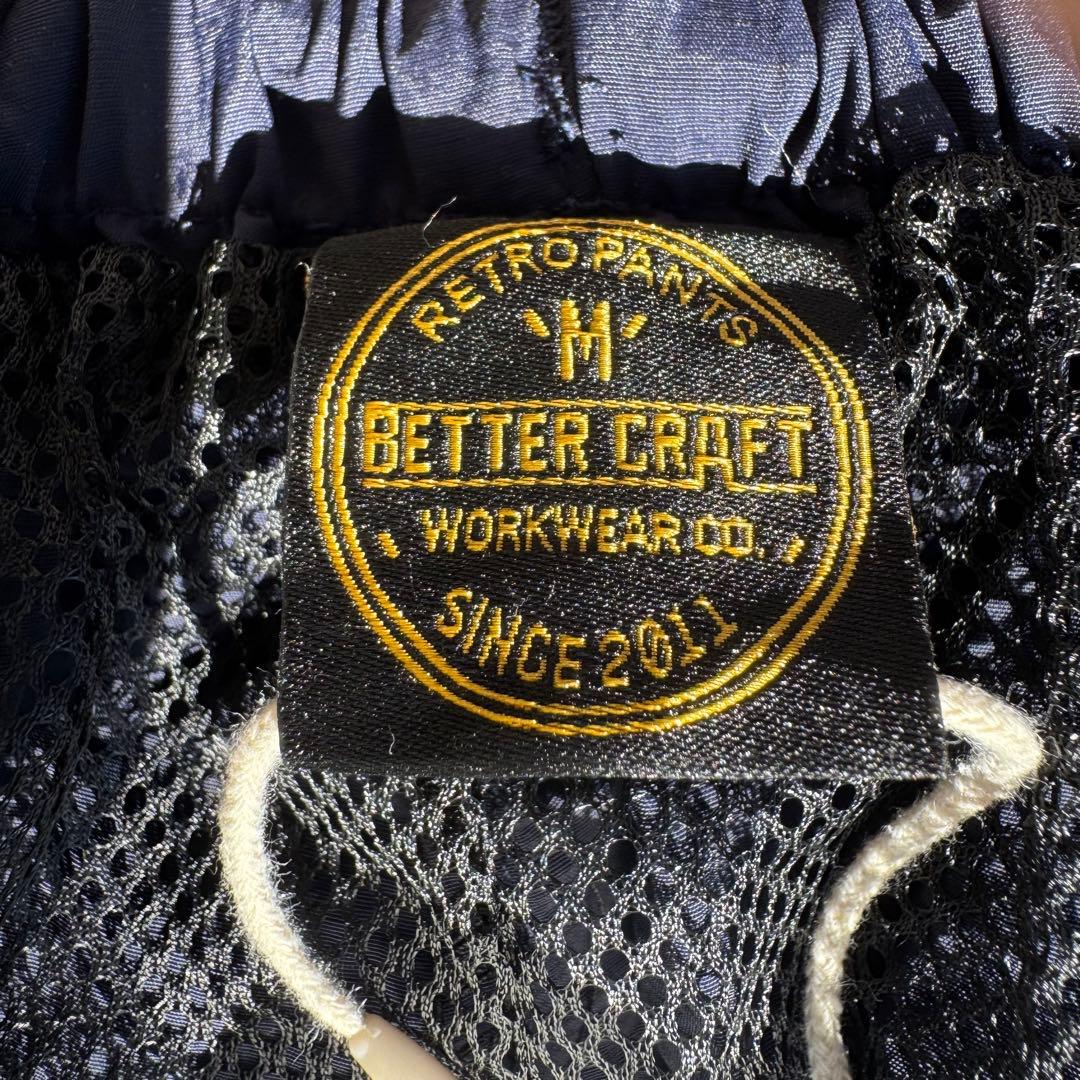 RETRO PANTS
M
BETTER CRAFT
WORKWEAR CO.
SINCE 2011